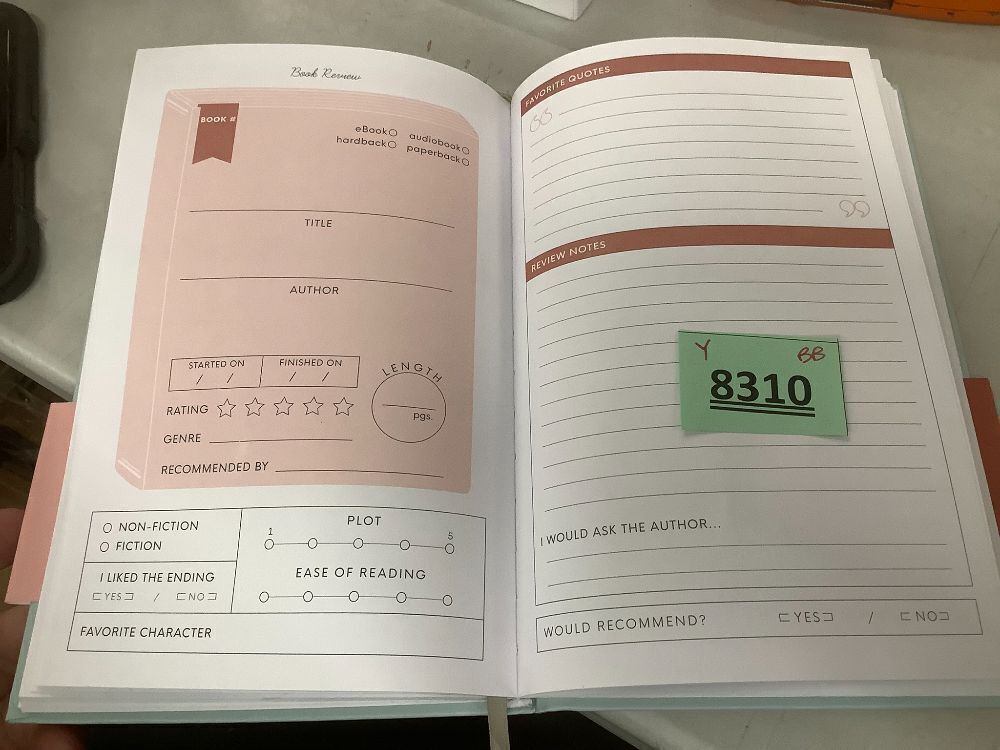 Book Review
BOOK #
eBook audiobook
hardback paperback
TITLE
AUTHOR
STARTED ON FINISHED ON
/ / / /
LENGTH
pgs.
RATING
GENRE
RECOMMENDED BY
NON-FICTION
FICTION
I LIKED THE ENDING
YES / NO
PLOT
1 5
EASE OF READING
FAVORITE CHARACTER
FAVORITE QUOTES
REVIEW NOTES
Y BB
8310
I WOULD ASK THE AUTHOR...
WOULD RECOMMEND? YES / NO